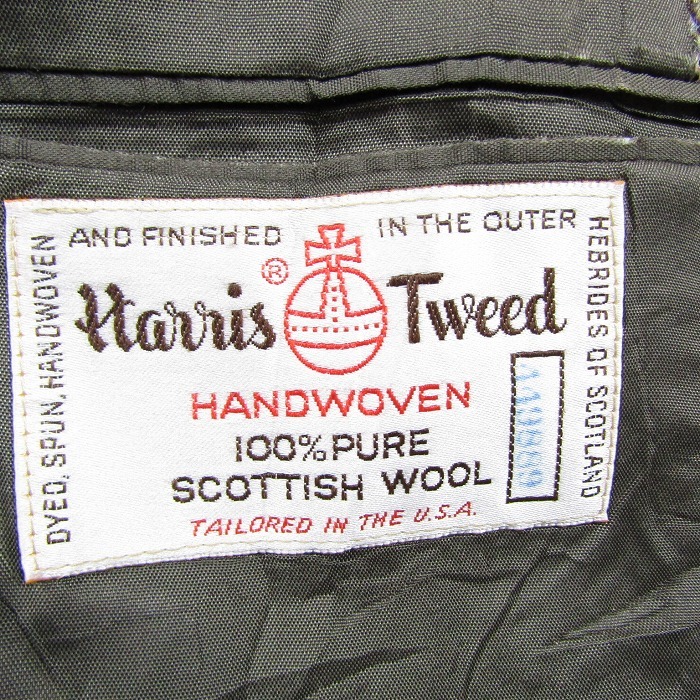 DYED, SPUN, HANDWOVEN
AND FINISHED
IN THE OUTER
HEBRIDES OF SCOTLAND
Harris ® Tweed
HANDWOVEN
100% PURE
SCOTTISH WOOL
TAILORED IN THE U.S.A.